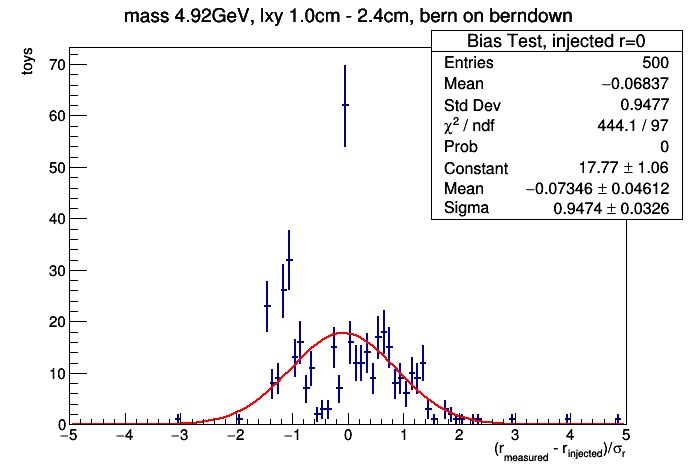 mass 4.92GeV, lxy 1.0cm - 2.4cm, bern on berndown
Bias Test, injected r=0
Entries 500
Mean −0.06837
Std Dev 0.9477
χ² / ndf 444.1 / 97
Prob 0
Constant 17.77 ± 1.06
Mean −0.07346 ± 0.04612
Sigma 0.9474 ± 0.0326
toys
70
60
50
40
30
20
10
0
−5 −4 −3 −2 −1 0 1 2 3 4 5
(r_measured - r_injected)/σ_r